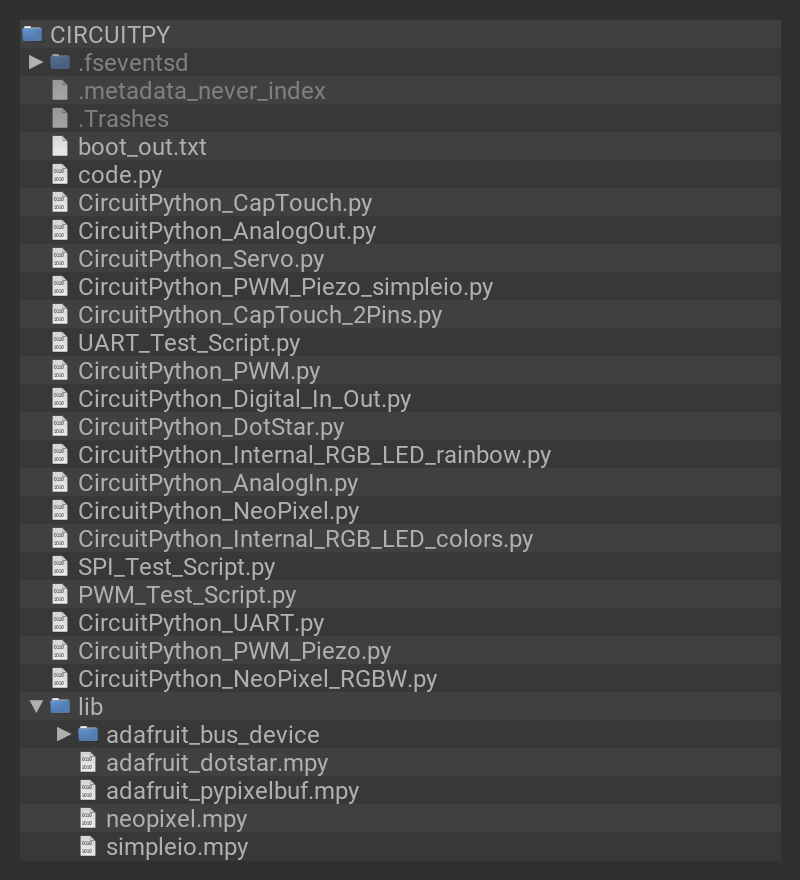 CIRCUITPY
.fseventsd
.metadata_never_index
.Trashes
boot_out.txt
code.py
CircuitPython_CapTouch.py
CircuitPython_AnalogOut.py
CircuitPython_Servo.py
CircuitPython_PWM_Piezo_simpleio.py
CircuitPython_CapTouch_2Pins.py
UART_Test_Script.py
CircuitPython_PWM.py
CircuitPython_Digital_In_Out.py
CircuitPython_DotStar.py
CircuitPython_Internal_RGB_LED_rainbow.py
CircuitPython_AnalogIn.py
CircuitPython_NeoPixel.py
CircuitPython_Internal_RGB_LED_colors.py
SPI_Test_Script.py
PWM_Test_Script.py
CircuitPython_UART.py
CircuitPython_PWM_Piezo.py
CircuitPython_NeoPixel_RGBW.py
lib
adafruit_bus_device
adafruit_dotstar.mpy
adafruit_pypixelbuf.mpy
neopixel.mpy
simpleio.mpy